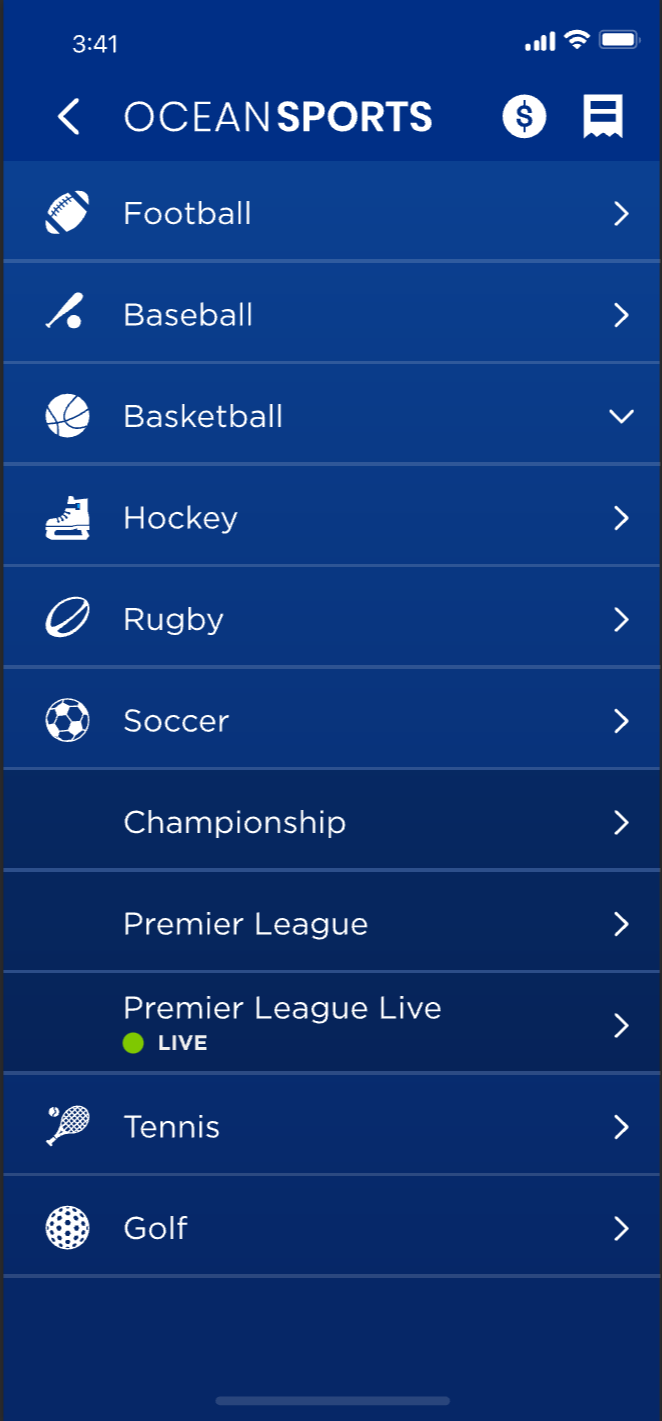 3:41
OCEANSPORTS
Football
Baseball
Basketball
Hockey
Rugby
Soccer
Championship
Premier League
Premier League Live
LIVE
Tennis
Golf